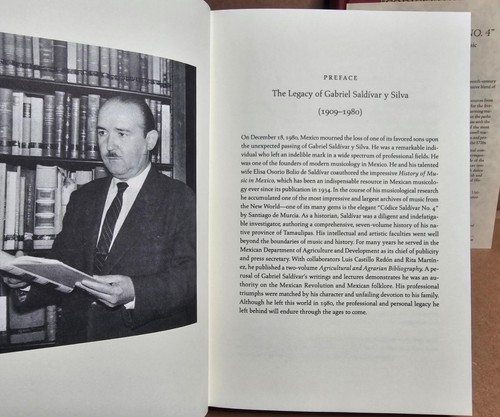 PREFACE
The Legacy of Gabriel Saldívar y Silva
(1909–1980)
On December 18, 1980, Mexico mourned the loss of one of its favored sons upon
the unexpected passing of Gabriel Saldívar y Silva. He was a remarkable indi-
vidual who left an indelible mark in a wide spectrum of professional fields. He
was one of the founders of modern musicology in Mexico. He and his talented
wife Elisa Osorio Bolio de Saldívar coauthored the impressive History of Mu-
sic in Mexico, which has been an indispensable resource in Mexican musicology
ever since its publication in 1934. In the course of his musicological research
he accumulated one of the most impressive and largest archives of music from
the New World—one of its many gems is the elegant "Códice Saldívar No. 4"
by Santiago de Murcia. As a historian, Saldívar was a diligent and indefatiga-
ble investigator, authoring a comprehensive, seven-volume history of his na-
tive province of Tamaulipas. His intellectual and artistic faculties went well
beyond the boundaries of music and history. For many years he served in the
Mexican Department of Agriculture and Development as its chief of publicity
and press secretary. With collaborators Luis Castillo Redón and Rita Martín-
ez, he published a two-volume Agricultural and Agrarian Bibliography. A pe-
rusal of Gabriel Saldívar's writings and lectures demonstrates he was an au-
thority on the Mexican Revolution and Mexican folklore. His professional
triumphs were matched by his character and unfailing devotion to his family.
Although he left this world in 1980, the professional and personal legacy he
left behind will endure through the ages to come.
NO. 4"